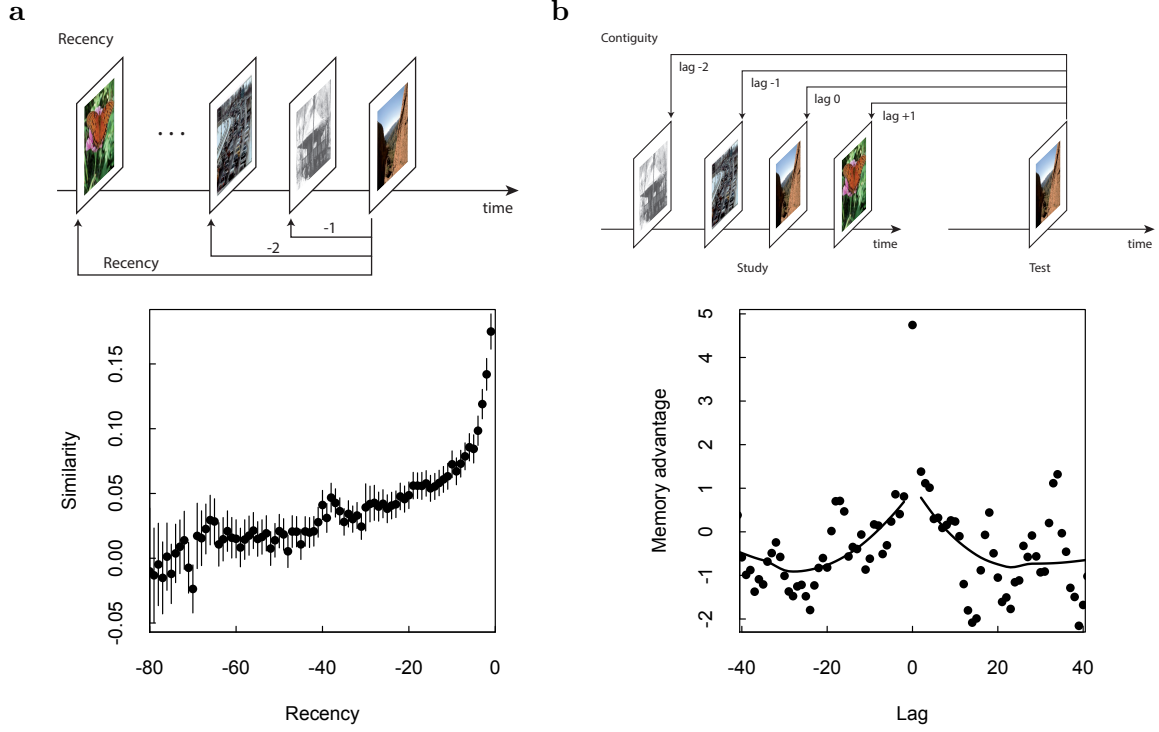 a
Recency
. . .
time
-1
-2
Recency
Similarity
-0.05 0.00 0.05 0.10 0.15
-80 -60 -40 -20 0
Recency
b
Contiguity
lag -2
lag -1
lag 0
lag +1
time
time
Study
Test
Memory advantage
-2 -1 0 1 2 3 4 5
-40 -20 0 20 40
Lag